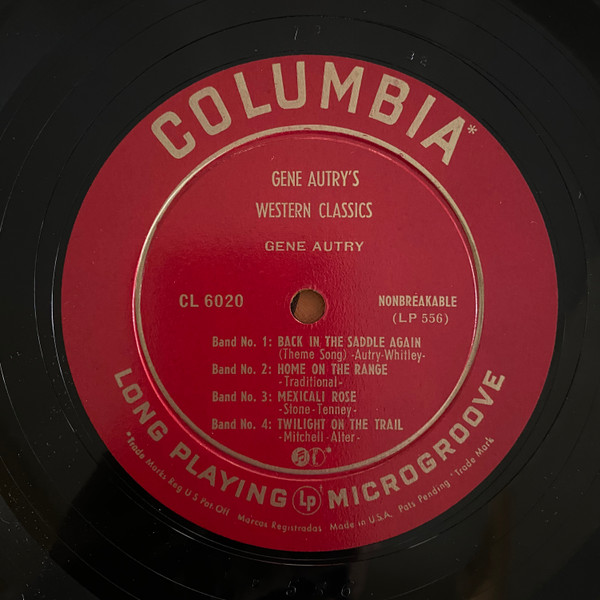 COLUMBIA*
GENE AUTRY'S
WESTERN CLASSICS
GENE AUTRY
CL 6020
NONBREAKABLE
(LP 556)
Band No. 1: BACK IN THE SADDLE AGAIN
(Theme Song) -Autry-Whitley-
Band No. 2: HOME ON THE RANGE
-Traditional-
Band No. 3: MEXICALI ROSE
-Stone-Tenney-
Band No. 4: TWILIGHT ON THE TRAIL
-Mitchell-Alter-
LONG PLAYING Lp MICROGROOVE
*Trade Marks Reg U S Pat Off Marcas Registradas Made in U.S.A. Pats Pending *Trade Mark